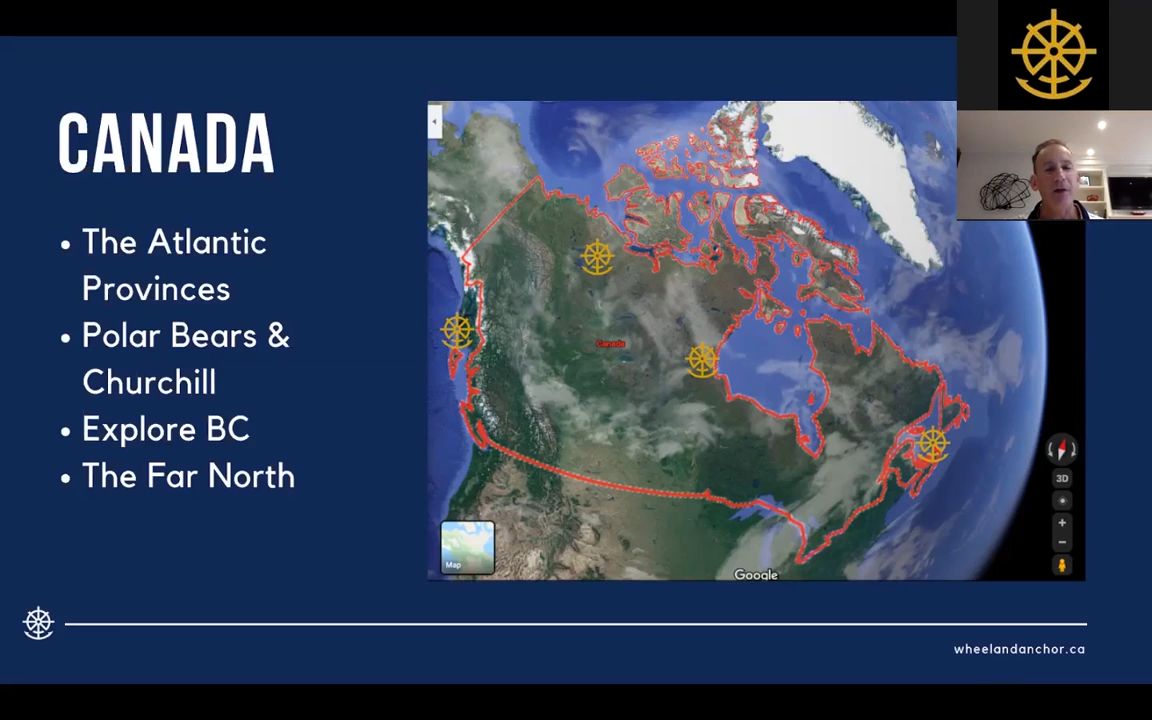 CANADA
• The Atlantic
Provinces
• Polar Bears &
Churchill
• Explore BC
• The Far North
Canada
3D
+
−
Map
Google
wheelandanchor.ca